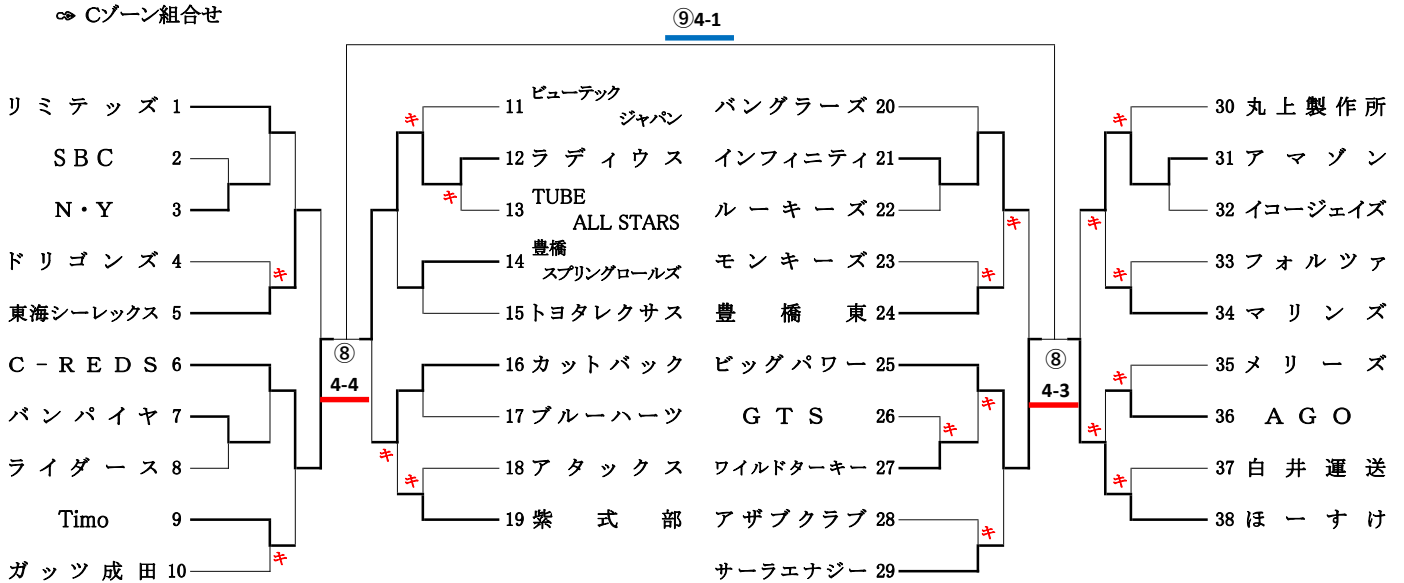 Cゾーン組合せ
⑨4-1
リミテッズ 1
SBC 2
N・Y 3
ドリゴンズ 4
キ
東海シーレックス 5
C-REDS 6
バンパイヤ 7
ライダース 8
Timo 9
キ
ガッツ成田 10
⑧
4-4
キ
11 ビューテック
ジャパン
12 ラディウス
キ
13 TUBE
ALL STARS
14 豊橋
スプリングロールズ
15 トヨタレクサス
16 カットバック
17 ブルーハーツ
キ
18 アタックス
キ
19 紫式部
バングラーズ 20
インフィニティ 21
ルーキーズ 22
キ
モンキーズ 23
キ
豊橋東 24
ビッグパワー 25
キ
GTS 26
キ
ワイルドターキー 27
アザブクラブ 28
キ
サーラエナジー 29
⑧
4-3
30 丸上製作所
キ
31 アマゾン
32 イコージェイズ
キ
33 フォルツァ
キ
34 マリンズ
35 メリーズ
キ
36 AGO
キ
37 白井運送
キ
38 ほーすけ